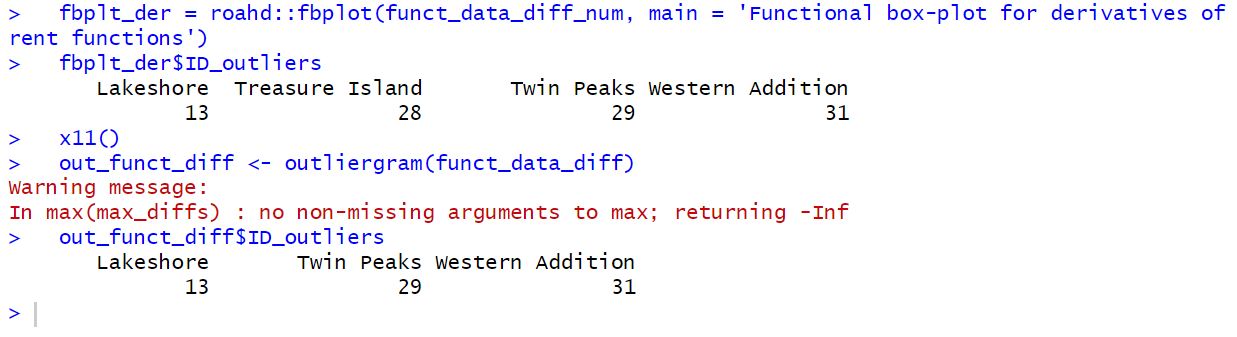 >   fbplt_der = roahd::fbplot(funct_data_diff_num, main = 'Functional box-plot for derivatives of
rent functions')
>   fbplt_der$ID_outliers
       Lakeshore  Treasure Island       Twin Peaks Western Addition
              13               28               29               31
>   x11()
>   out_funct_diff <- outliergram(funct_data_diff)
Warning message:
In max(max_diffs) : no non-missing arguments to max; returning -Inf
>   out_funct_diff$ID_outliers
       Lakeshore       Twin Peaks Western Addition
              13               29               31
>